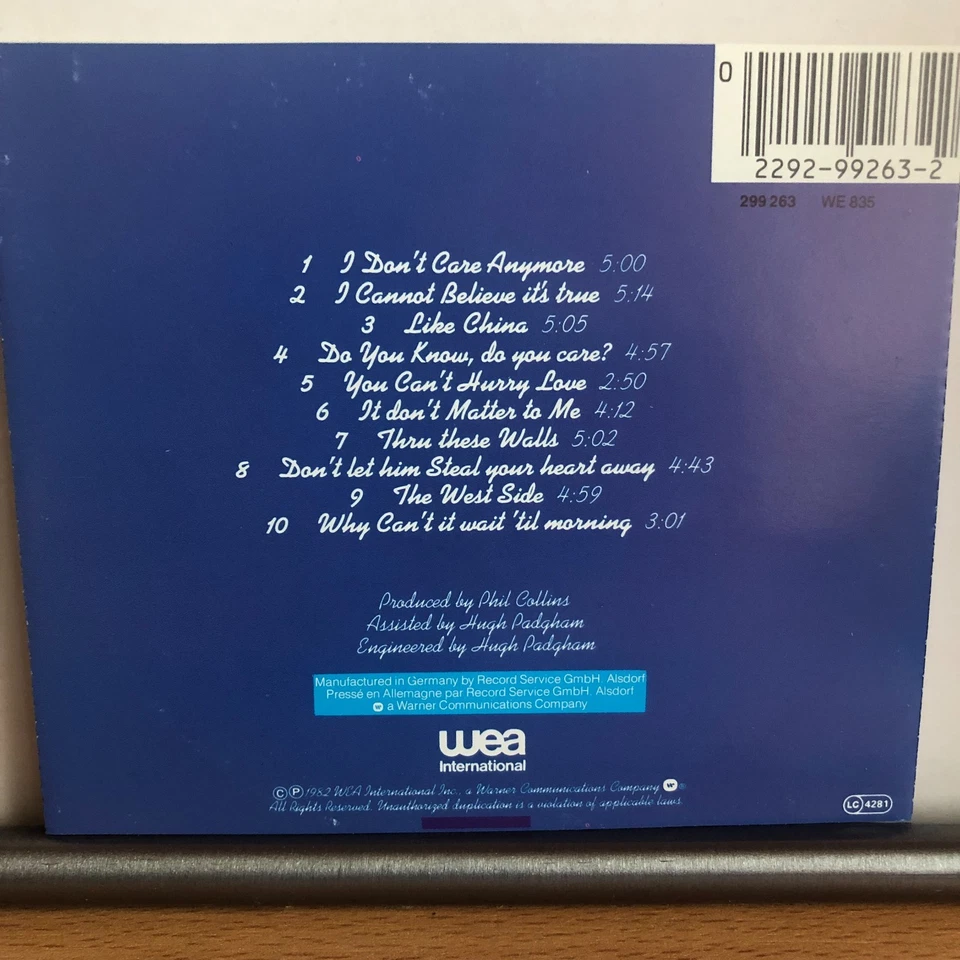 0
2292-99263-2
299 263 WE 835
1 I Don't Care Anymore 5:00
2 I Cannot Believe it's true 5:14
3 Like China 5:05
4 Do You Know, do you care? 4:57
5 You Can't Hurry Love 2:50
6 It don't Matter to Me 4:12
7 Thru these Walls 5:02
8 Don't let him Steal your heart away 4:43
9 The West Side 4:59
10 Why Can't it wait 'til morning 3:01
Produced by Phil Collins
Assisted by Hugh Padgham
Engineered by Hugh Padgham
Manufactured in Germany by Record Service GmbH. Alsdorf
Pressé en Allemagne par Record Service GmbH. Alsdorf
w a Warner Communications Company
wea
International
© ℗ 1982 WEA International Inc., a Warner Communications Company w ®
All Rights Reserved. Unauthorized duplication is a violation of applicable laws.
LC 4281